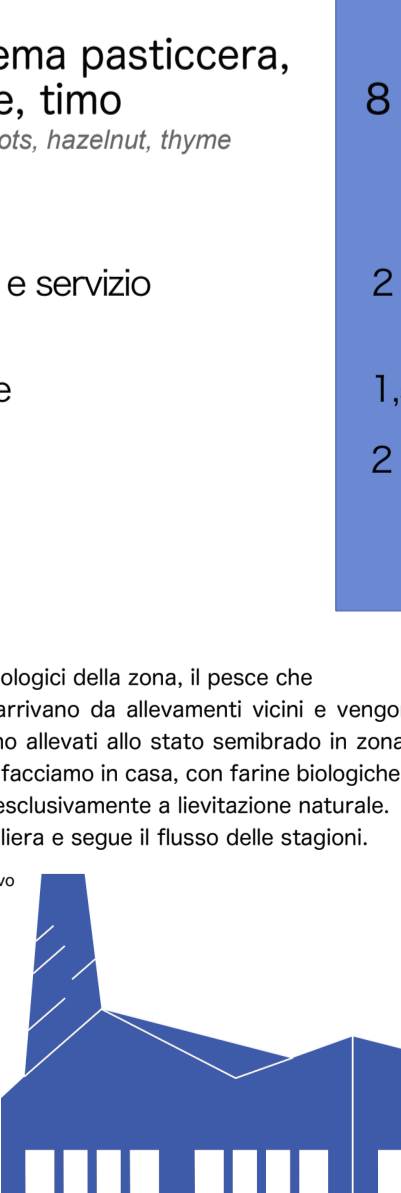 ema pasticcera,
e, timo 8
ots, hazelnut, thyme
e servizio 2
e 1,
2
ologici della zona, il pesce che
arrivano da allevamenti vicini e vengo
no allevati allo stato semibrado in zona
facciamo in casa, con farine biologiche
esclusivamente a lievitazione naturale.
liera e segue il flusso delle stagioni.
vo